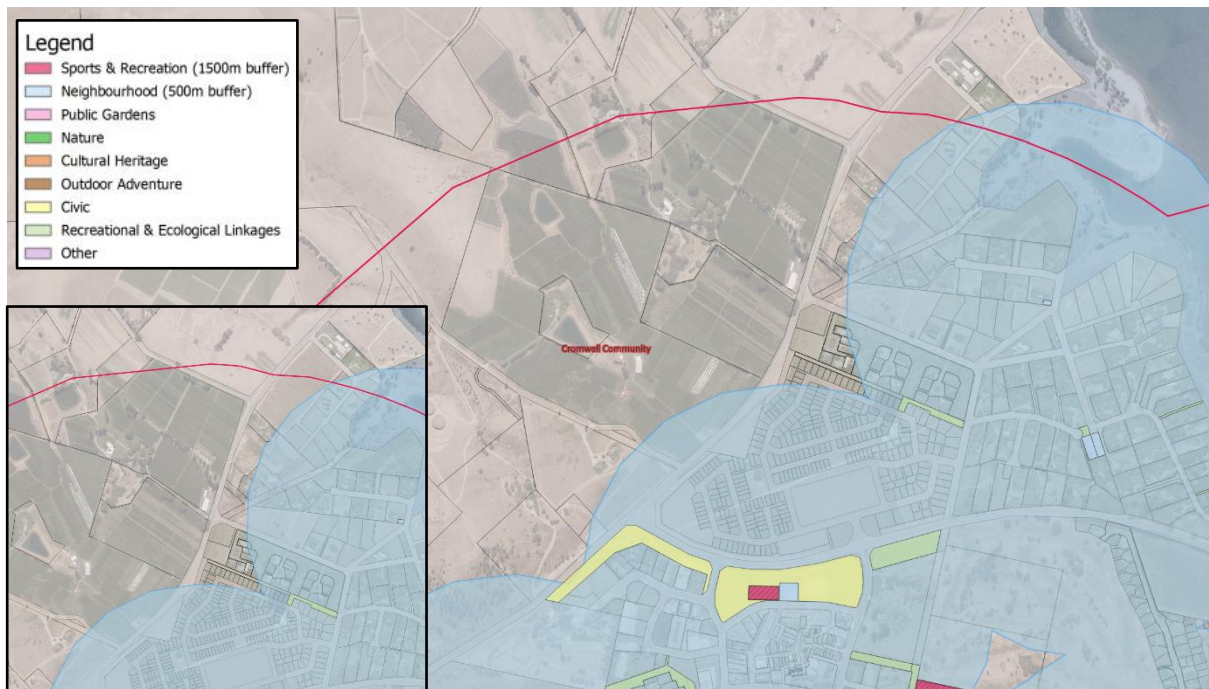 Legend
Sports & Recreation (1500m buffer)
Neighbourhood (500m buffer)
Public Gardens
Nature
Cultural Heritage
Outdoor Adventure
Civic
Recreational & Ecological Linkages
Other
Cromwell Community